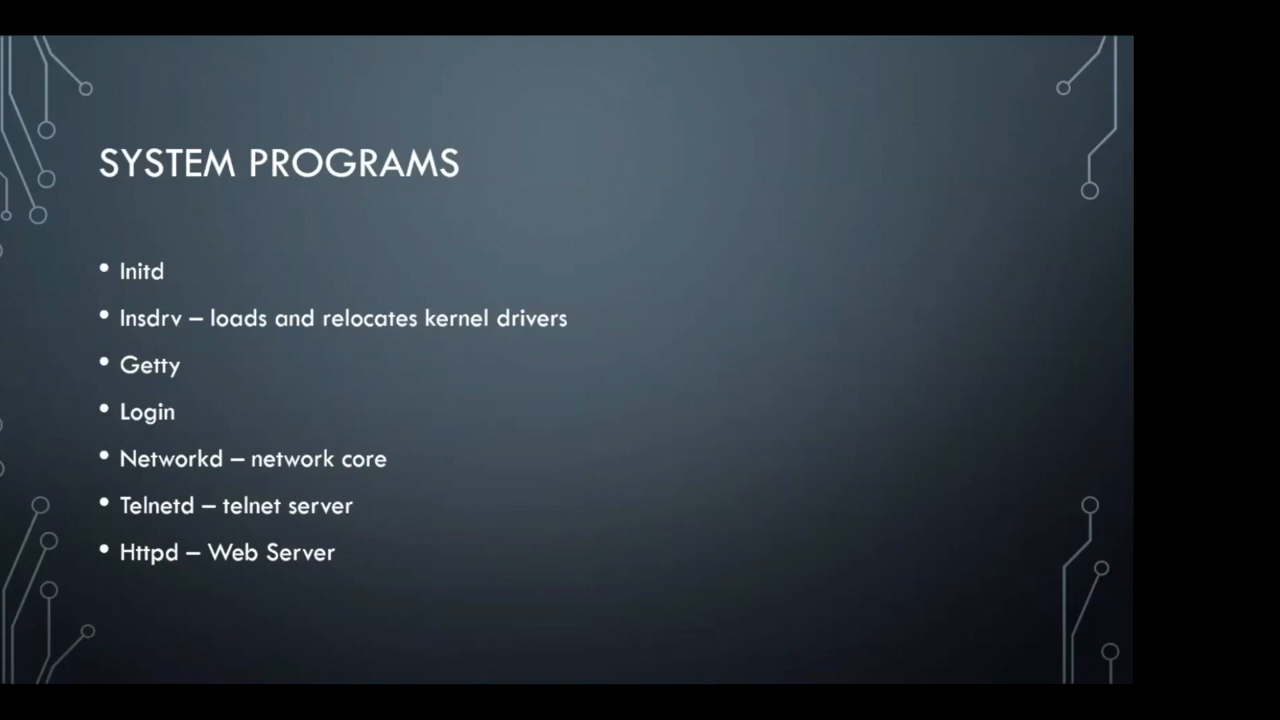 SYSTEM PROGRAMS
• Initd
• Insdrv – loads and relocates kernel drivers
• Getty
• Login
• Networkd – network core
• Telnetd – telnet server
• Httpd – Web Server